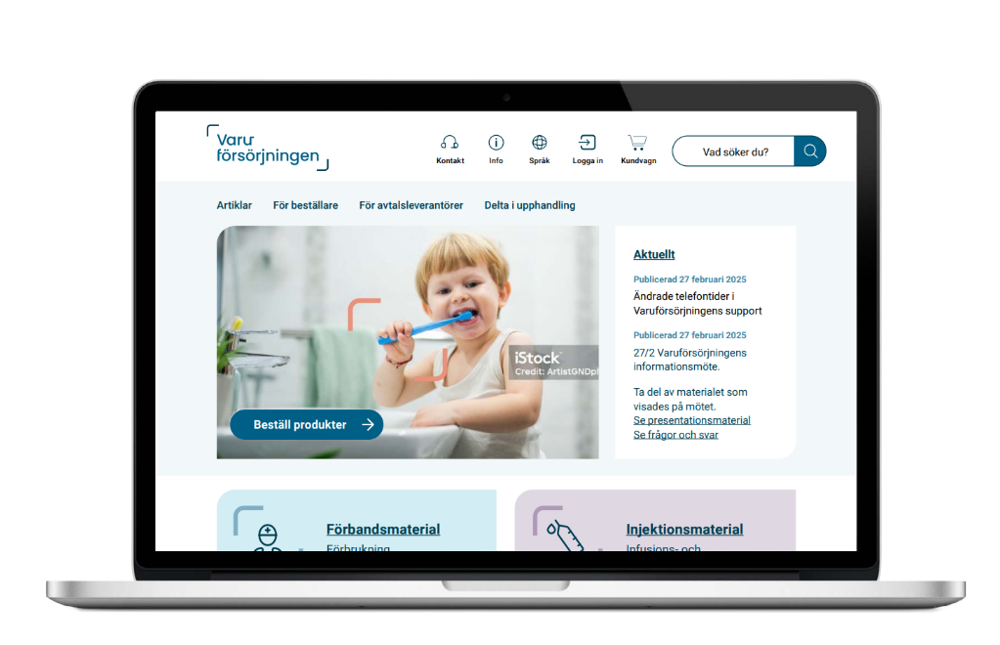 Varu
försörjningen
Kontakt
Info
Språk
Logga in
Kundvagn
Vad söker du?
Artiklar
För beställare
För avtalsleverantörer
Delta i upphandling
iStock
Credit: ArtistGNDph
Beställ produkter
Aktuellt
Publicerad 27 februari 2025
Ändrade telefontider i
Varuförsörjningens support
Publicerad 27 februari 2025
27/2 Varuförsörjningens
informationsmöte.
Ta del av materialet som
visades på mötet.
Se presentationsmaterial
Se frågor och svar
Förbandsmaterial
Förbrukning
Injektionsmaterial
Infusions- och